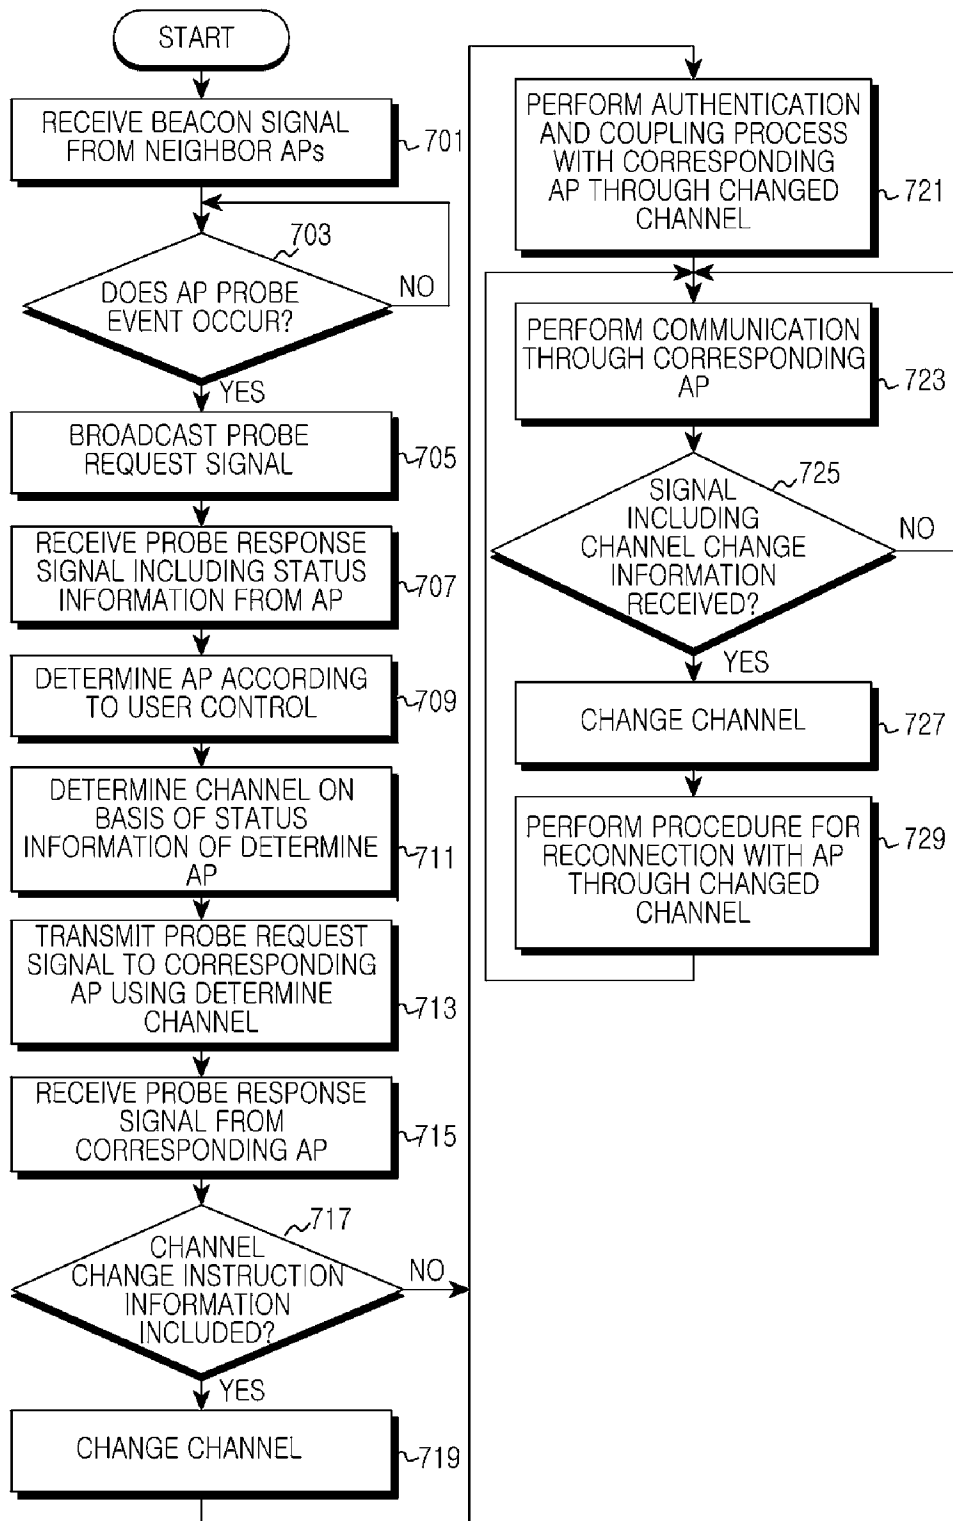 START
RECEIVE BEACON SIGNAL
FROM NEIGHBOR APs
701
703
DOES AP PROBE
EVENT OCCUR?
NO
YES
BROADCAST PROBE
REQUEST SIGNAL
705
RECEIVE PROBE RESPONSE
SIGNAL INCLUDING STATUS
INFORMATION FROM AP
707
DETERMINE AP ACCORDING
TO USER CONTROL
709
DETERMINE CHANNEL ON
BASIS OF STATUS
INFORMATION OF DETERMINE
AP
711
TRANSMIT PROBE REQUEST
SIGNAL TO CORRESPONDING
AP USING DETERMINE
CHANNEL
713
RECEIVE PROBE RESPONSE
SIGNAL FROM
CORRESPONDING AP
715
717
CHANNEL
CHANGE INSTRUCTION
INFORMATION
INCLUDED?
NO
YES
CHANGE CHANNEL
719
PERFORM AUTHENTICATION
AND COUPLING PROCESS
WITH CORRESPONDING
AP THROUGH CHANGED
CHANNEL
721
PERFORM COMMUNICATION
THROUGH CORRESPONDING
AP
723
725
SIGNAL
INCLUDING
CHANNEL CHANGE
INFORMATION
RECEIVED?
NO
YES
CHANGE CHANNEL
727
PERFORM PROCEDURE FOR
RECONNECTION WITH AP
THROUGH CHANGED
CHANNEL
729